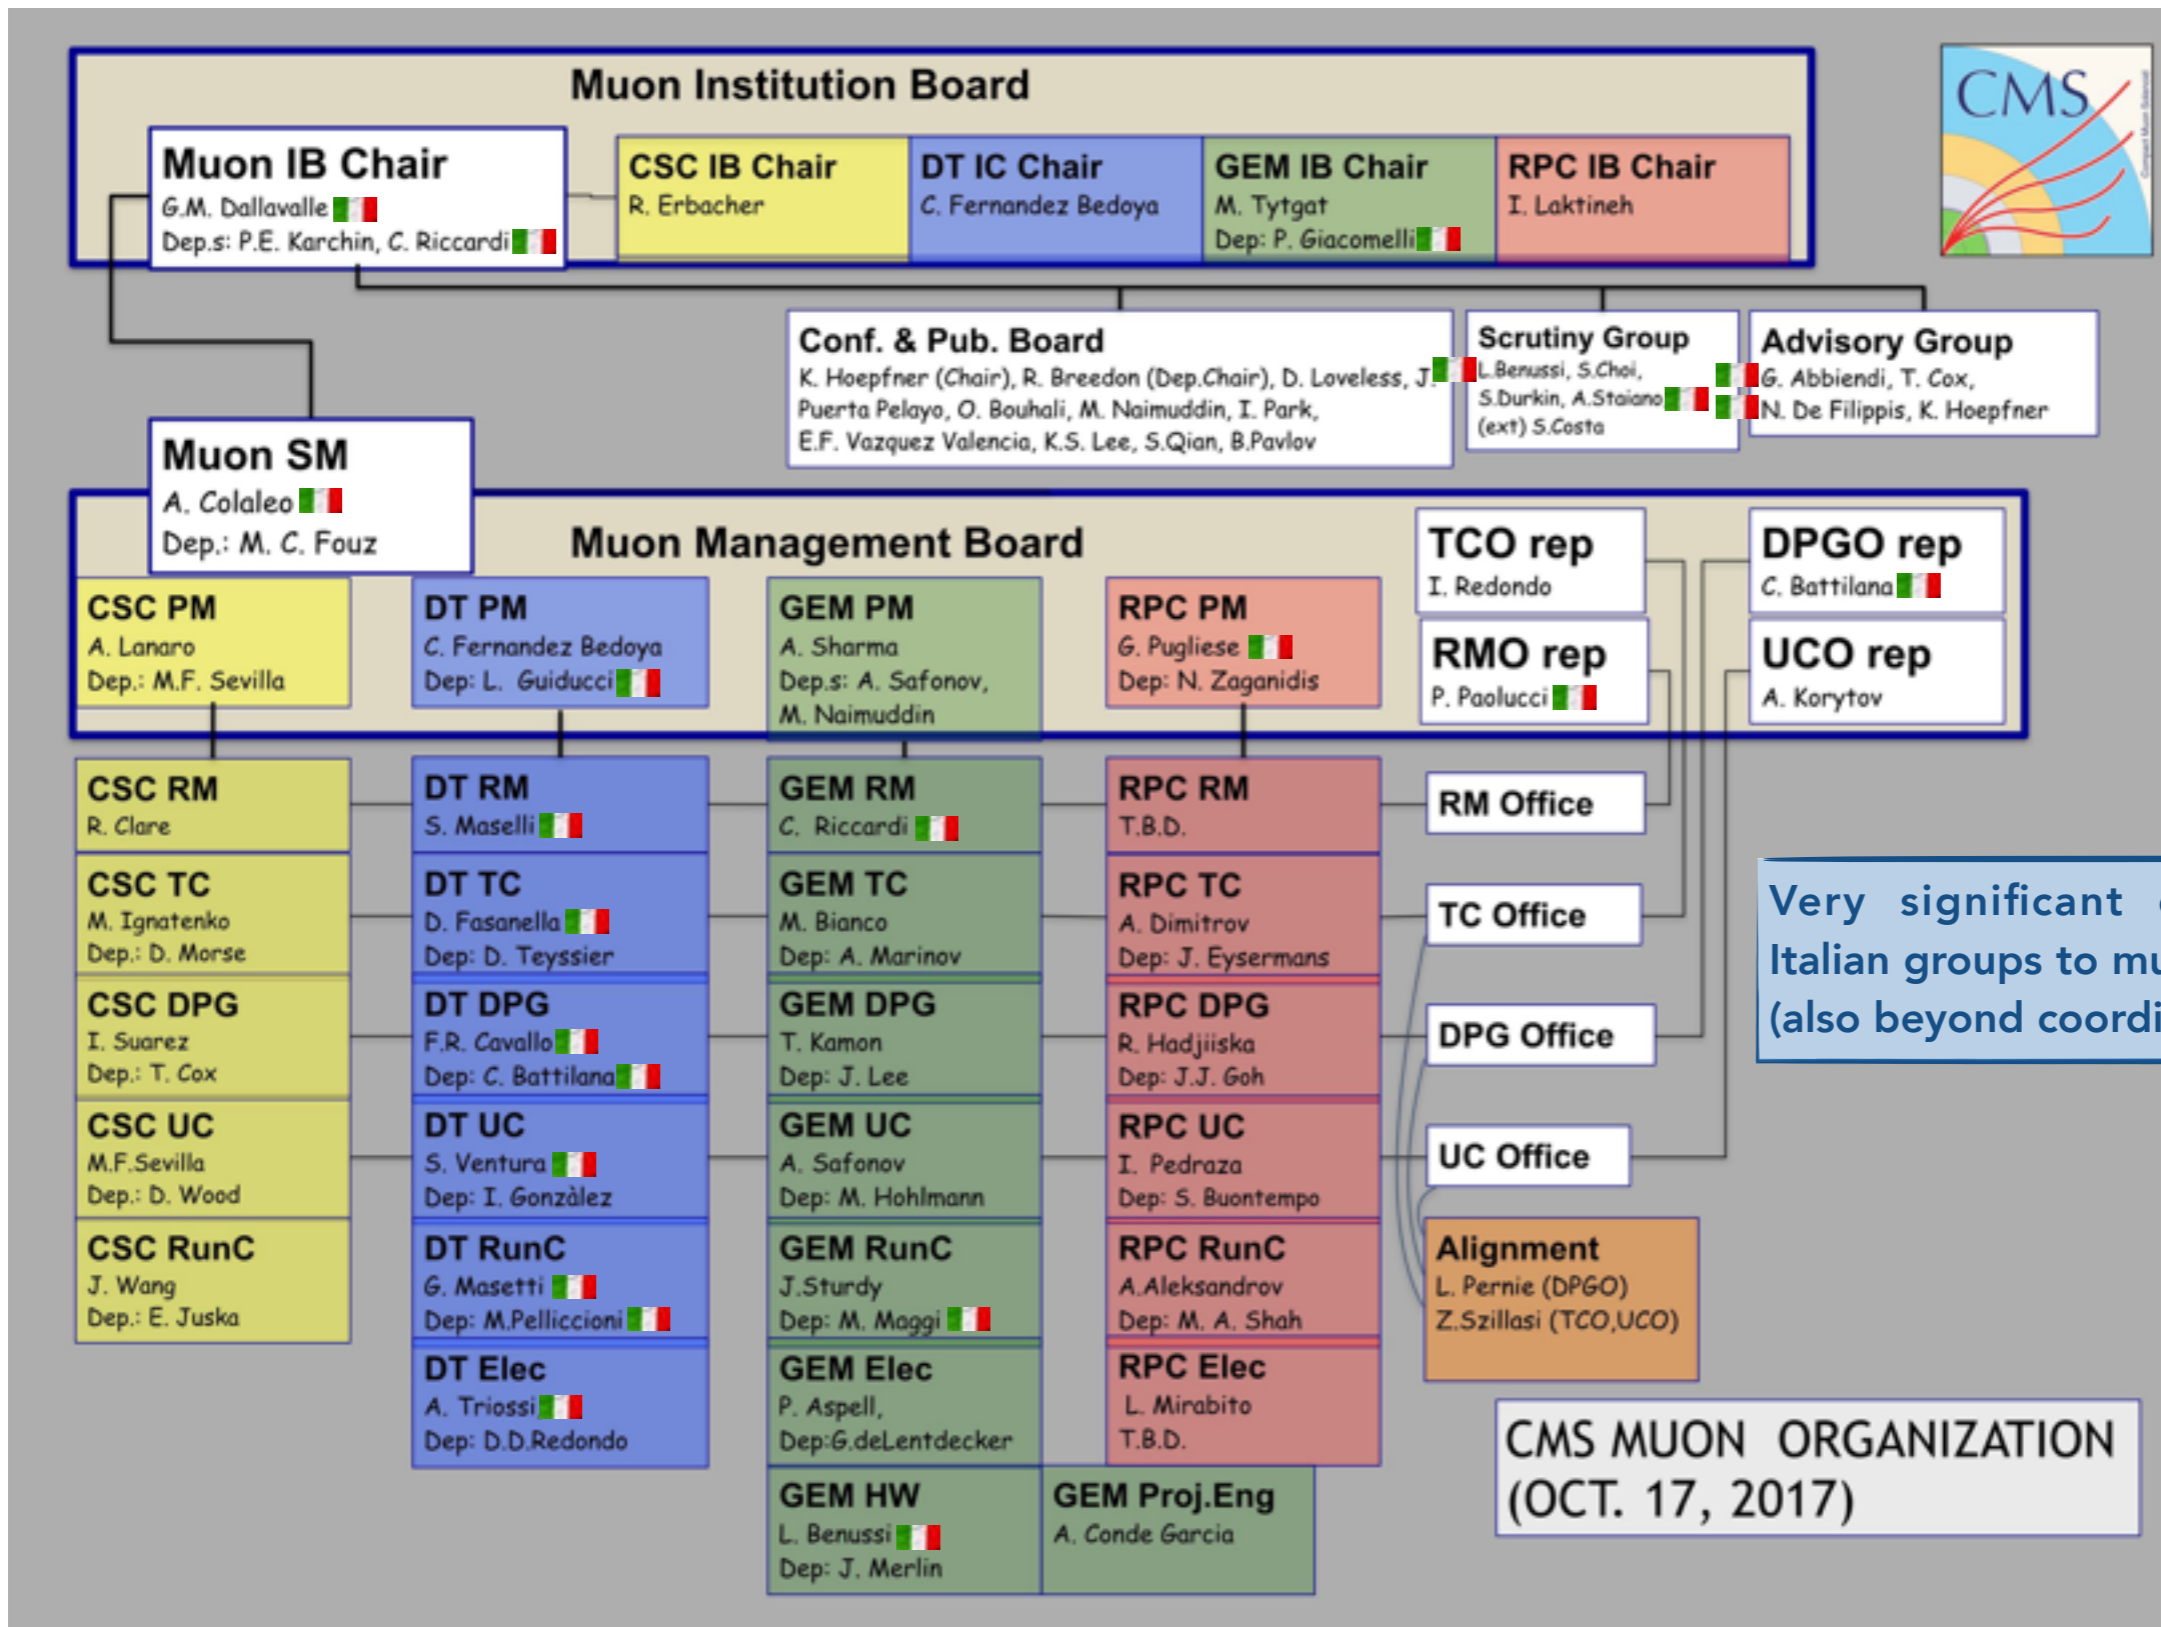 Muon Institution Board
CMS
Compact Muon Solenoid
Muon IB Chair
G.M. Dallavalle
Dep.s: P.E. Karchin, C. Riccardi
CSC IB Chair
R. Erbacher
DT IC Chair
C. Fernandez Bedoya
GEM IB Chair
M. Tytgat
Dep: P. Giacomelli
RPC IB Chair
I. Laktineh
Conf. & Pub. Board
K. Hoepfner (Chair), R. Breedon (Dep.Chair), D. Loveless, J.
Puerta Pelayo, O. Bouhali, M. Naimuddin, I. Park,
E.F. Vazquez Valencia, K.S. Lee, S.Qian, B.Pavlov
Scrutiny Group
L.Benussi, S.Choi,
S.Durkin, A.Staiano
(ext) S.Costa
Advisory Group
G. Abbiendi, T. Cox,
N. De Filippis, K. Hoepfner
Muon SM
A. Colaleo
Dep.: M. C. Fouz
Muon Management Board
TCO rep
I. Redondo
DPGO rep
C. Battilana
RMO rep
P. Paolucci
UCO rep
A. Korytov
CSC PM
A. Lanaro
Dep.: M.F. Sevilla
DT PM
C. Fernandez Bedoya
Dep: L. Guiducci
GEM PM
A. Sharma
Dep.s: A. Safonov,
M. Naimuddin
RPC PM
G. Pugliese
Dep: N. Zaganidis
CSC RM
R. Clare
DT RM
S. Maselli
GEM RM
C. Riccardi
RPC RM
T.B.D.
RM Office
CSC TC
M. Ignatenko
Dep.: D. Morse
DT TC
D. Fasanella
Dep: D. Teyssier
GEM TC
M. Bianco
Dep: A. Marinov
RPC TC
A. Dimitrov
Dep: J. Eysermans
TC Office
Very significant
Italian groups to mu
(also beyond coordi
CSC DPG
I. Suarez
Dep.: T. Cox
DT DPG
F.R. Cavallo
Dep: C. Battilana
GEM DPG
T. Kamon
Dep: J. Lee
RPC DPG
R. Hadjiiska
Dep: J.J. Goh
DPG Office
CSC UC
M.F.Sevilla
Dep.: D. Wood
DT UC
S. Ventura
Dep: I. Gonzàlez
GEM UC
A. Safonov
Dep: M. Hohlmann
RPC UC
I. Pedraza
Dep: S. Buontempo
UC Office
CSC RunC
J. Wang
Dep.: E. Juska
DT RunC
G. Masetti
Dep: M.Pelliccioni
GEM RunC
J.Sturdy
Dep: M. Maggi
RPC RunC
A.Aleksandrov
Dep: M. A. Shah
Alignment
L. Pernie (DPGO)
Z.Szillasi (TCO,UCO)
DT Elec
A. Triossi,
Dep: D.D.Redondo
GEM Elec
P. Aspell,
Dep:G.deLentdecker
RPC Elec
L. Mirabito
T.B.D.
GEM HW
L. Benussi
Dep: J. Merlin
GEM Proj.Eng
A. Conde Garcia
CMS MUON ORGANIZATION
(OCT. 17, 2017)